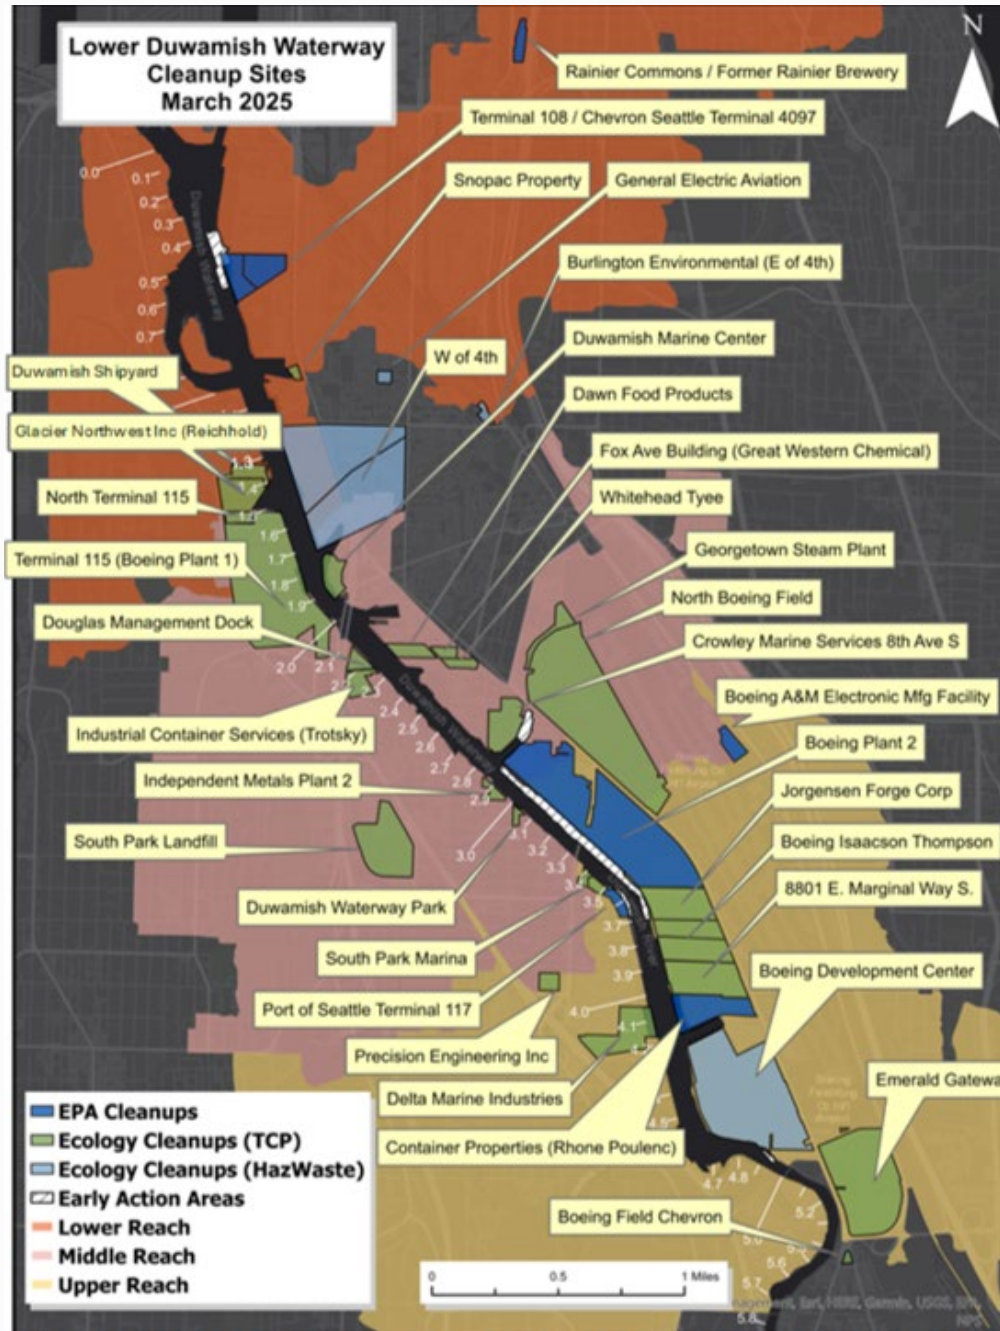 Lower Duwamish Waterway
Cleanup Sites
March 2025
N
Rainier Commons / Former Rainier Brewery
Terminal 108 / Chevron Seattle Terminal 4097
Snopac Property
General Electric Aviation
Burlington Environmental (E of 4th)
Duwamish Marine Center
W of 4th
Dawn Food Products
Duwamish Shipyard
Glacier Northwest Inc (Reichhold)
Fox Ave Building (Great Western Chemical)
North Terminal 115
Whitehead Tyee
Terminal 115 (Boeing Plant 1)
Georgetown Steam Plant
North Boeing Field
Douglas Management Dock
Crowley Marine Services 8th Ave S
Boeing A&M Electronic Mfg Facility
Industrial Container Services (Trotsky)
Boeing Plant 2
Independent Metals Plant 2
Jorgensen Forge Corp
South Park Landfill
Boeing Isaacson Thompson
8801 E. Marginal Way S.
Duwamish Waterway Park
South Park Marina
Boeing Development Center
Port of Seattle Terminal 117
Precision Engineering Inc
Emerald Gatewa
Delta Marine Industries
Container Properties (Rhone Poulenc)
Boeing Field Chevron
0.0
0.1
0.2
0.3
0.4
0.5
0.6
0.7
Duwamish Waterway
1.3
1.4
1.6
1.7
1.8
1.9
2.0
2.1
2.4
2.5
2.6
2.7
2.8
2.9
Duwamish Waterway
3.0
3.1
3.2
3.3
3.4
3.5
3.7
3.8
3.9
River
4.0
4.1
4.5
4.7
4.8
5.0
5.2
5.6
5.7
5.8
EPA Cleanups
Ecology Cleanups (TCP)
Ecology Cleanups (HazWaste)
Early Action Areas
Lower Reach
Middle Reach
Upper Reach
0
0.5
1 Miles
Esri, HERE, Garmin, USGS,
NPS